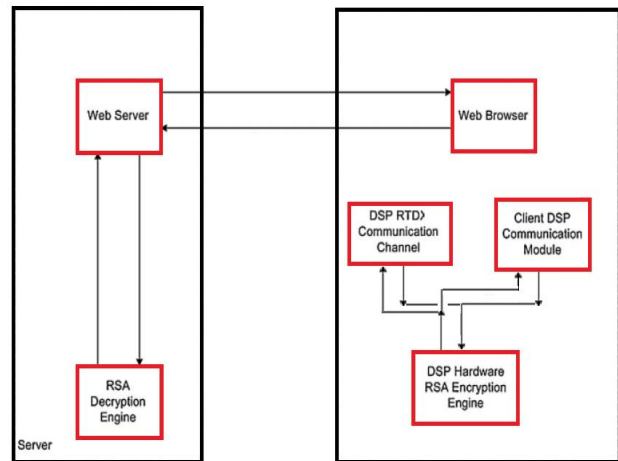 Web Server
Web Browser
DSP RTDX
Communication
Channel
Client DSP
Communication
Module
RSA
Decryption
Engine
DSP Hardware
RSA Encryption
Engine
Server